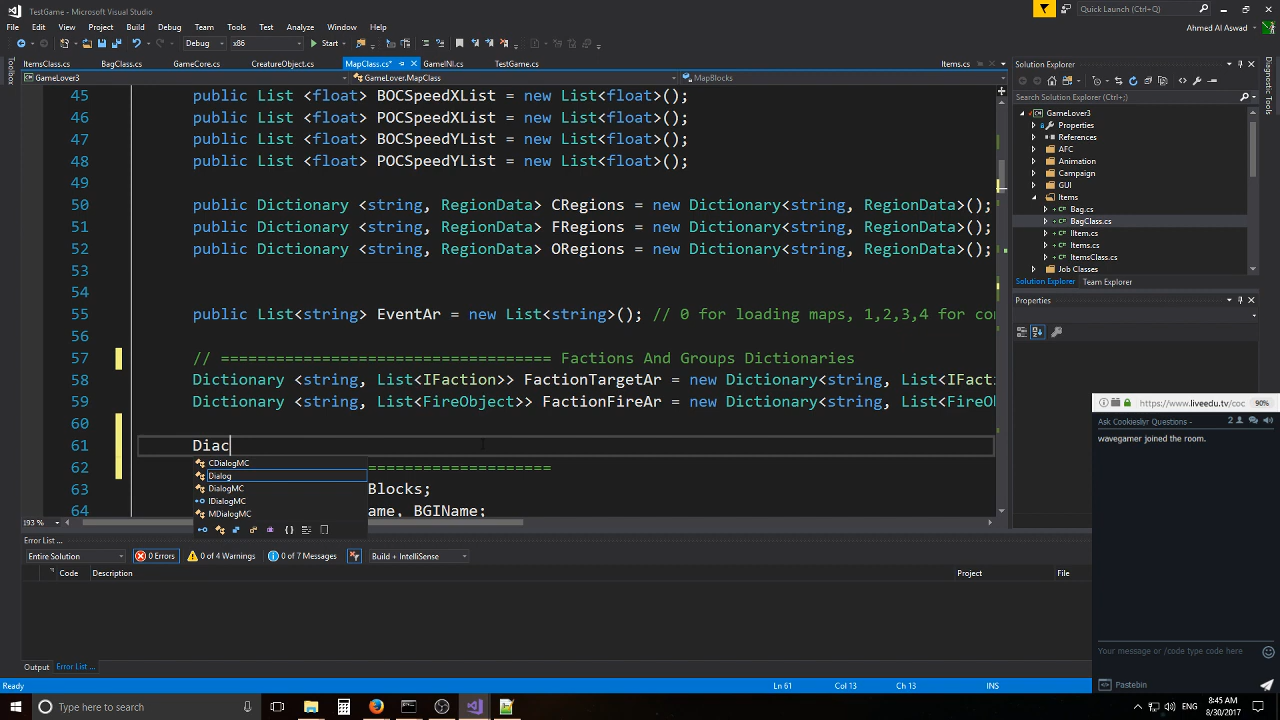 TestGame - Microsoft Visual Studio
Quick Launch (Ctrl+Q)
File Edit View Project Build Debug Team Tools Test Analyze Window Help
Ahmed Al Aswad
Debug x86 Start
Toolbox
ItemsClass.cs BagClass.cs GameCore.cs CreatureObject.cs MapClass.cs* GameINI.cs TestGame.cs Items.cs
GameLover3 GameLover.MapClass MapBlocks
45 public List <float> BOCSpeedXList = new List<float>();
46 public List <float> POCSpeedXList = new List<float>();
47 public List <float> BOCSpeedYList = new List<float>();
48 public List <float> POCSpeedYList = new List<float>();
49
50 public Dictionary <string, RegionData> CRegions = new Dictionary<string, RegionData>();
51 public Dictionary <string, RegionData> FRegions = new Dictionary<string, RegionData>();
52 public Dictionary <string, RegionData> ORegions = new Dictionary<string, RegionData>();
53
54
55 public List<string> EventAr = new List<string>(); // 0 for loading maps, 1,2,3,4 for con
56
57 // ==================================== Factions And Groups Dictionaries
58 Dictionary <string, List<IFaction>> FactionTargetAr = new Dictionary<string, List<IFacti
59 Dictionary <string, List<FireObject>> FactionFireAr = new Dictionary<string, List<FireO
60
61 Diac
62 ====================
63 Blocks;
64 ame, BGIName;
CDialogMC
Dialog
DialogMC
IDialogMC
MDialogMC
193 %
Error List ...
Entire Solution 0 Errors 0 of 4 Warnings 0 of 7 Messages Build + IntelliSense
Code Description Project File
Output Error List ...
Ready Ln 61 Col 13 Ch 13 INS
Solution Explorer
Search Solution Explorer (Ctrl+;)
GameLover3
Properties
References
AFC
Animation
Campaign
GUI
Items
Bag.cs
BagClass.cs
IItem.cs
Items.cs
ItemsClass.cs
Job Classes
Solution Explorer Team Explorer
Properties
Diagnostic Tools
https://www.liveedu.tv/coc 90%
Ask Cookieslyr Questions - 2
wavegamer joined the room.
Your message or /code type code here
Pastebin
Type here to search
ENG
8:45 AM
8/30/2017